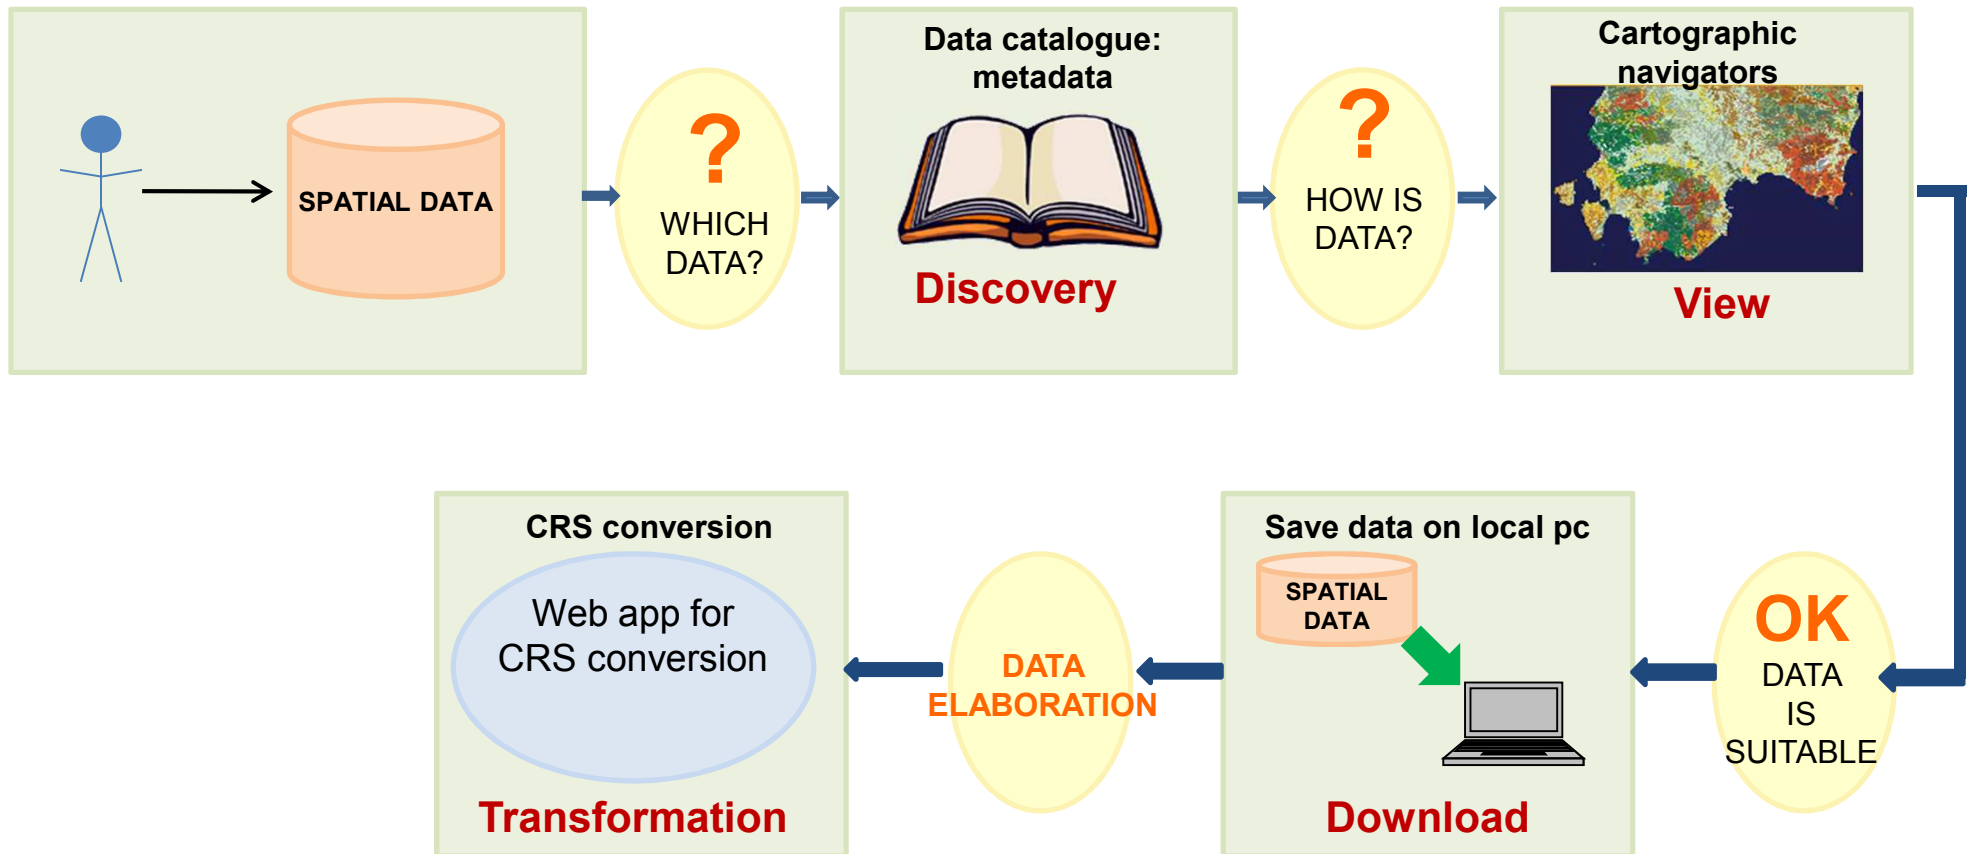 SPATIAL DATA
?
WHICH
DATA?
Data catalogue:
metadata
Discovery
?
HOW IS
DATA?
Cartographic
navigators
View
OK
DATA
IS
SUITABLE
Save data on local pc
SPATIAL
DATA
Download
DATA
ELABORATION
CRS conversion
Web app for
CRS conversion
Transformation